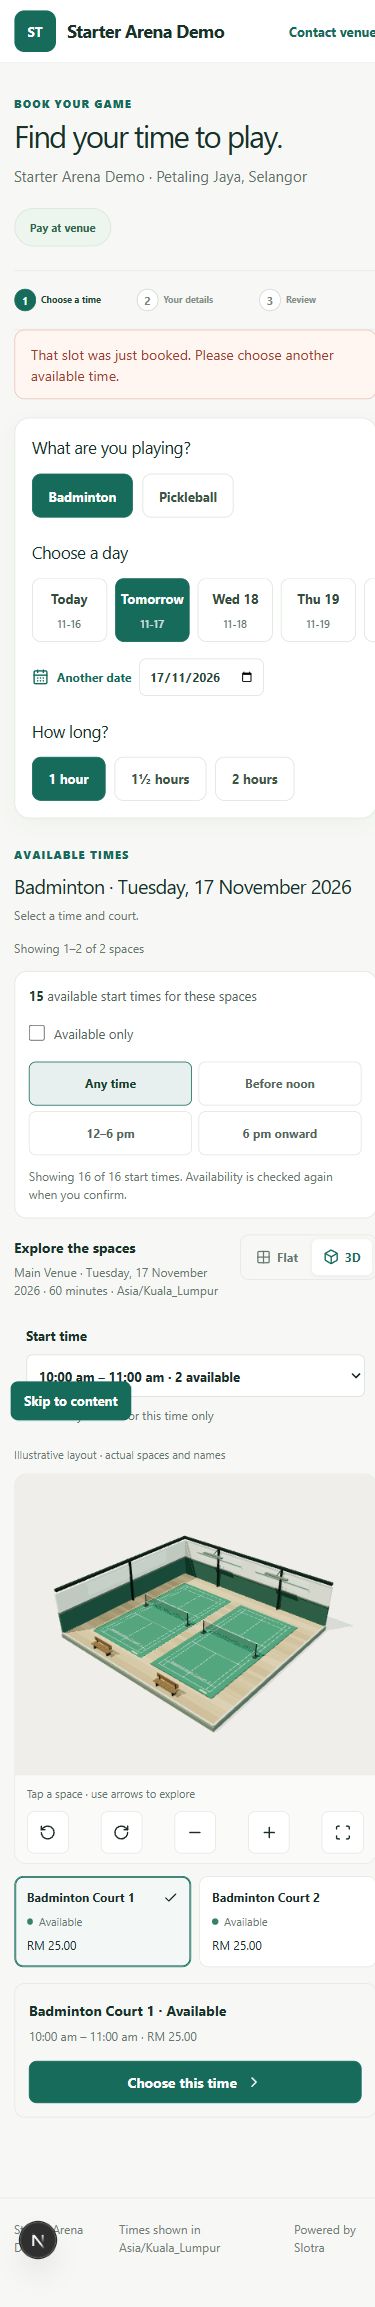 ST
Starter Arena Demo
Contact venue
BOOK YOUR GAME
Find your time to play.
Starter Arena Demo · Petaling Jaya, Selangor
Pay at venue
1 Choose a time
2 Your details
3 Review
That slot was just booked. Please choose another
available time.
What are you playing?
Badminton
Pickleball
Choose a day
Today
11-16
Tomorrow
11-17
Wed 18
11-18
Thu 19
11-19
Another date
17/11/2026
How long?
1 hour
1½ hours
2 hours
AVAILABLE TIMES
Badminton · Tuesday, 17 November 2026
Select a time and court.
Showing 1–2 of 2 spaces
15 available start times for these spaces
Available only
Any time
Before noon
12–6 pm
6 pm onward
Showing 16 of 16 start times. Availability is checked again
when you confirm.
Explore the spaces
Main Venue · Tuesday, 17 November
2026 · 60 minutes · Asia/Kuala_Lumpur
Flat
3D
Start time
10:00 am – 11:00 am · 2 available
Skip to content
or this time only
Illustrative layout · actual spaces and names
Tap a space · use arrows to explore
Badminton Court 1
Available
RM 25.00
Badminton Court 2
Available
RM 25.00
Badminton Court 1 · Available
10:00 am – 11:00 am · RM 25.00
Choose this time
Arena
N
Times shown in
Asia/Kuala_Lumpur
Powered by
Slotra